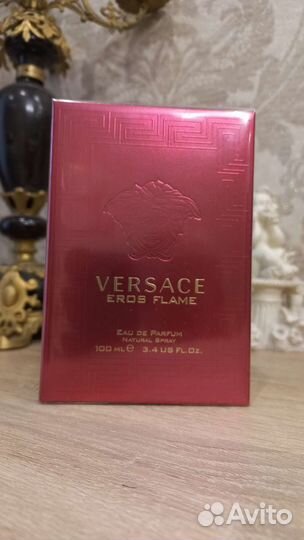 VERSACE
EROS FLAME
EAU DE PARFUM
NATURAL SPRAY
100 ML ℮ 3.4 US FL.OZ.
Avito